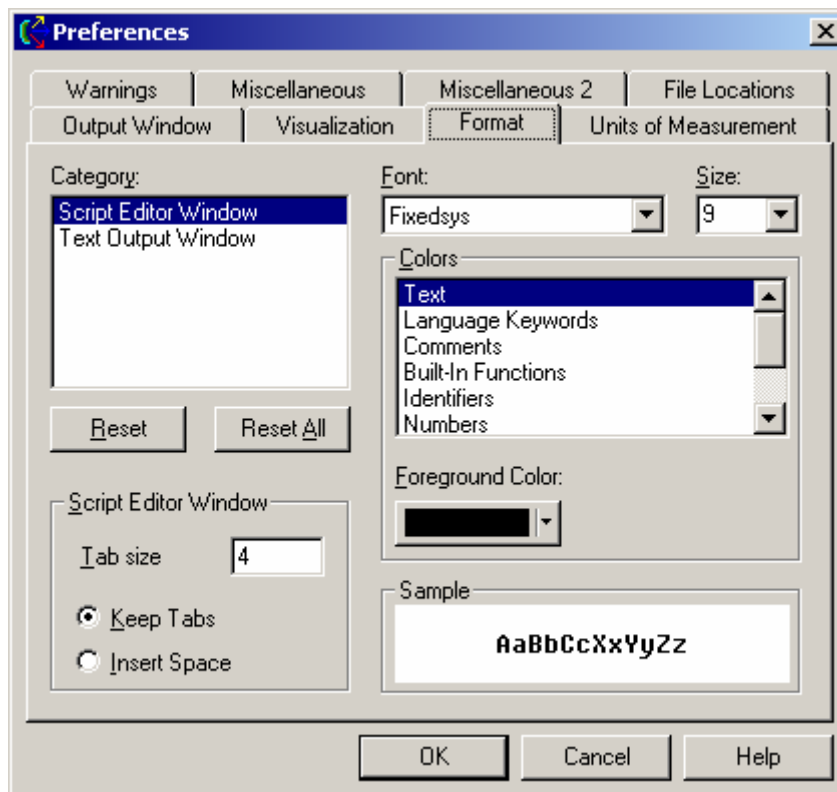 Preferences
Warnings Miscellaneous Miscellaneous 2 File Locations
Output Window Visualization Format Units of Measurement
Category:
Script Editor Window
Text Output Window
Reset Reset All
Script Editor Window
Tab size 4
Keep Tabs
Insert Space
Font: Size:
Fixedsys 9
Colors
Text
Language Keywords
Comments
Built-In Functions
Identifiers
Numbers
Foreground Color:
Sample
AaBbCcXxYyZz
OK Cancel Help